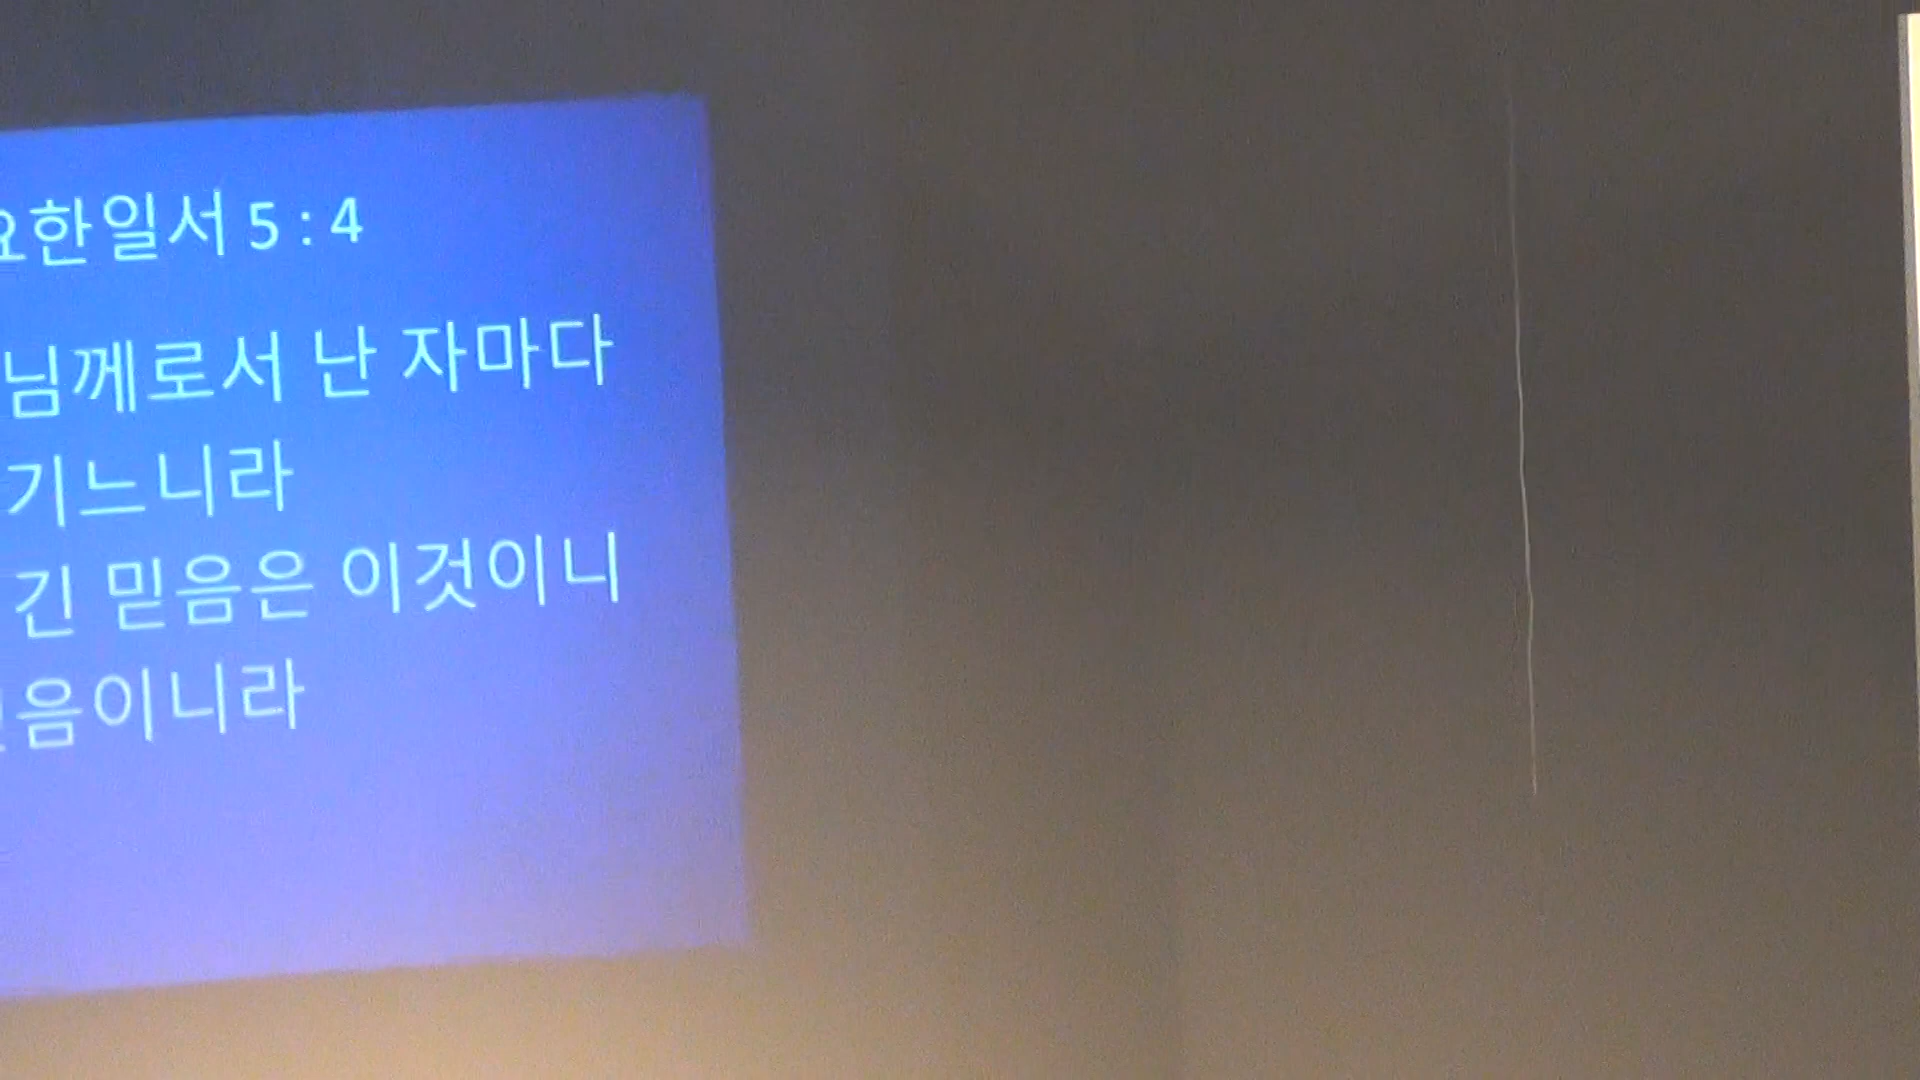 요한일서 5 : 4
님께로서 난 자마다
기느니라
긴 믿음은 이것이니
음이니라